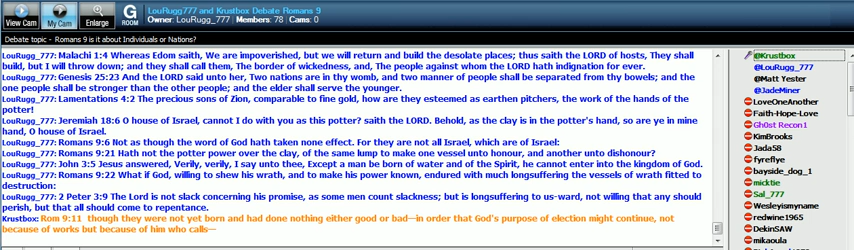 View Cam
My Cam
Enlarge
G
ROOM
LouRugg777 and Krustbox Debate Romans 9
Owner: LouRugg_777 | Members: 78 | Cams: 4
Debate topic - Romans 9 is it about Individuals or Nations?
LouRugg_777: Malachi 1:4 Whereas Edom saith, We are impoverished, but we will return and build the desolate places; thus saith the LORD of hosts, They shall
build, but I will throw down; and they shall call them, The border of wickedness, and, The people against whom the LORD hath indignation for ever.
LouRugg_777: Genesis 25:23 And the LORD said unto her, Two nations are in thy womb, and two manner of people shall be separated from thy bowels; and the
one people shall be stronger than the other people; and the elder shall serve the younger.
LouRugg_777: Lamentations 4:2 The precious sons of Zion, comparable to fine gold, how are they esteemed as earthen pitchers, the work of the hands of the
potter!
LouRugg_777: Jeremiah 18:6 O house of Israel, cannot I do with you as this potter? saith the LORD. Behold, as the clay is in the potter's hand, so are ye in mine
hand, O house of Israel.
LouRugg_777: Romans 9:6 Not as though the word of God hath taken none effect. For they are not all Israel, which are of Israel:
LouRugg_777: Romans 9:21 Hath not the potter power over the clay, of the same lump to make one vessel unto honour, and another unto dishonour?
LouRugg_777: John 3:5 Jesus answered, Verily, verily, I say unto thee, Except a man be born of water and of the Spirit, he cannot enter into the kingdom of God.
LouRugg_777: Romans 9:22 What if God, willing to shew his wrath, and to make his power known, endured with much longsuffering the vessels of wrath fitted to
destruction:
LouRugg_777: 2 Peter 3:9 The Lord is not slack concerning his promise, as some men count slackness; but is longsuffering to us-ward, not willing that any should
perish, but that all should come to repentance.
Krustbox: Rom 9:11 though they were not yet born and had done nothing either good or bad—in order that God's purpose of election might continue, not
because of works but because of him who calls—
@Krustbox
@LouRugg_777
@Matt Yester
@JadeMiner
LoveOneAnother
Faith-Hope-Love
Gh0st Recon1
KimBrooks
Jada58
fyreflye
bayside_dog_1
micktie
Sal_777
Wesleyismyname
redwine1965
DekinSAW
mikaoula